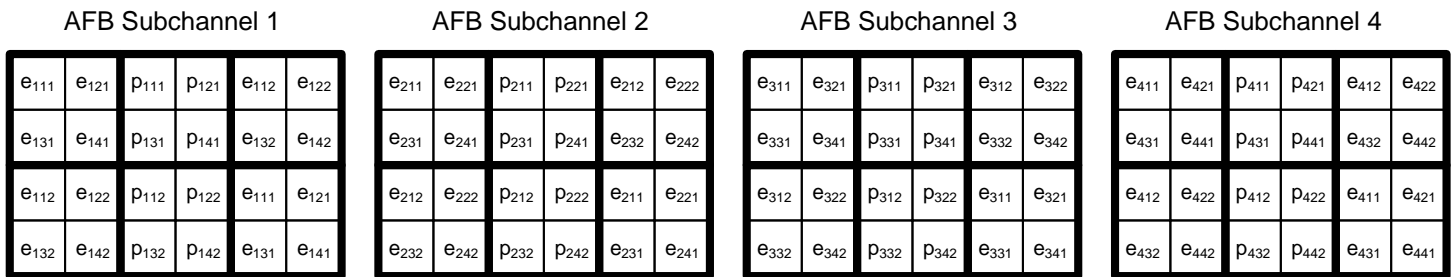 AFB Subchannel 1 AFB Subchannel 2 AFB Subchannel 3 AFB Subchannel 4
e111 e121 p111 p121 e112 e122 e211 e221 p211 p221 e212 e222 e311 e321 p311 p321 e312 e322 e411 e421 p411 p421 e412 e422
e131 e141 p131 p141 e132 e142 e231 e241 p231 p241 e232 e242 e331 e341 p331 p341 e332 e342 e431 e441 p431 p441 e432 e442
e112 e122 p112 p122 e111 e121 e212 e222 p212 p222 e211 e221 e312 e322 p312 p322 e311 e321 e412 e422 p412 p422 e411 e421
e132 e142 p132 p142 e131 e141 e232 e242 p232 p242 e231 e241 e332 e342 p332 p342 e331 e341 e432 e442 p432 p442 e431 e441